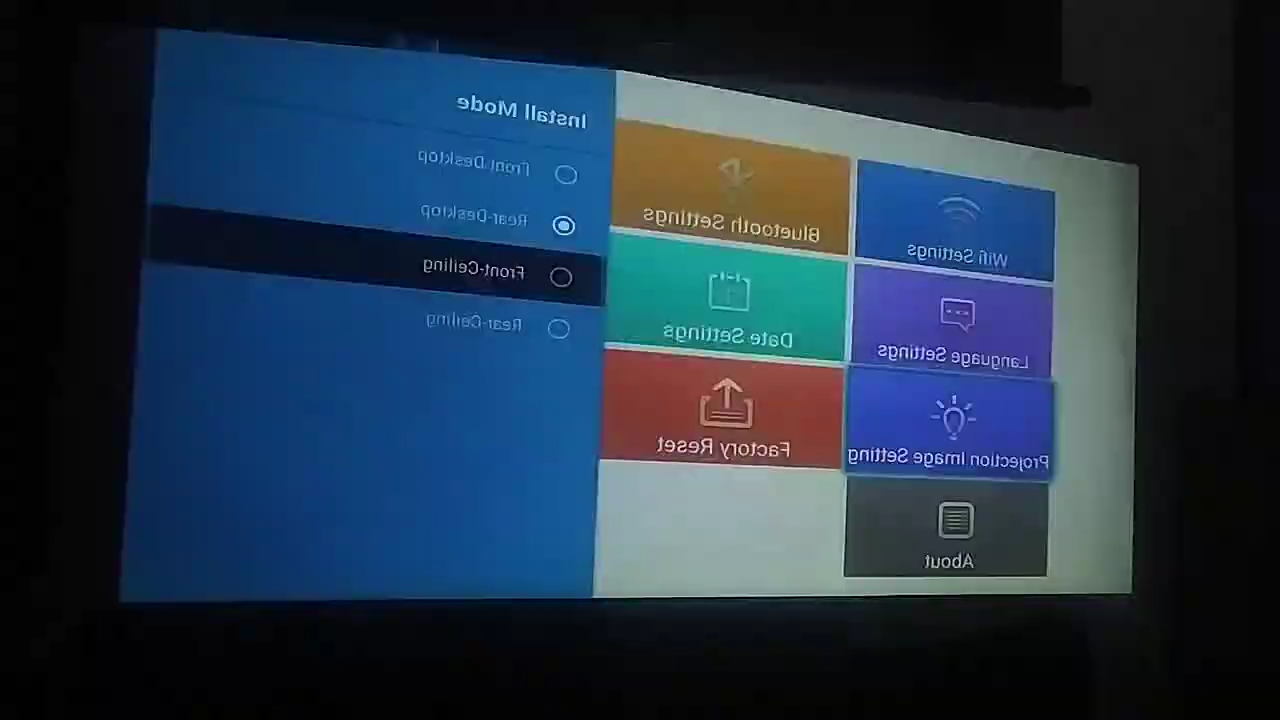 Install Mode
Front-Desktop
Rear-Desktop
Front-Ceiling
Rear-Ceiling
Wifi Settings
Bluetooth Settings
Language Settings
Date Settings
Projection Image Setting
Factory Reset
About